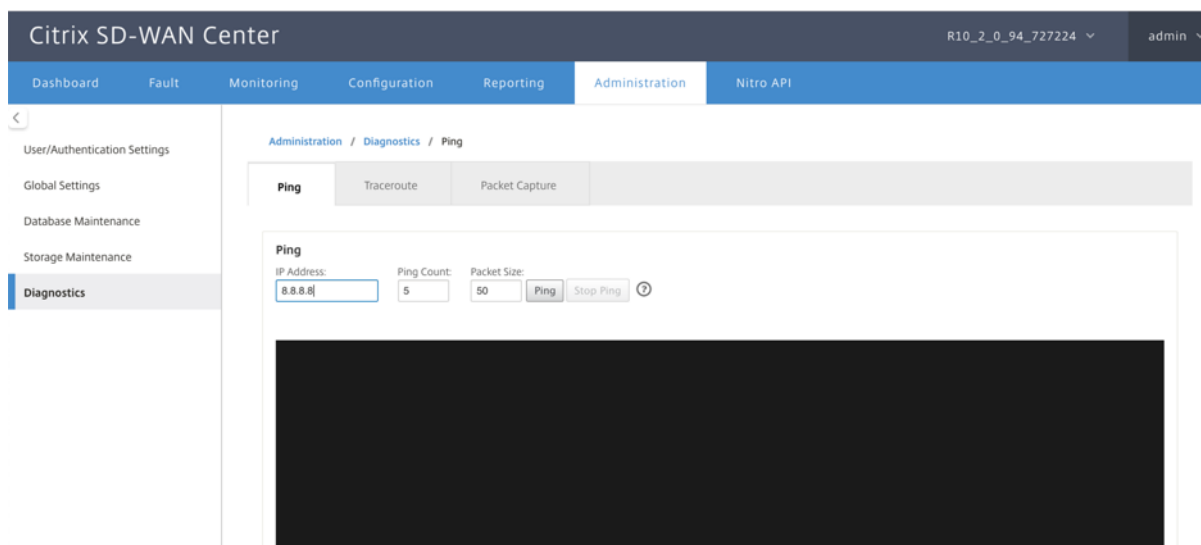 Citrix SD-WAN Center R10_2_0_94_727224 admin
Dashboard Fault Monitoring Configuration Reporting Administration Nitro API
Administration / Diagnostics / Ping
User/Authentication Settings
Global Settings
Database Maintenance
Storage Maintenance
Diagnostics
Ping Traceroute Packet Capture
Ping
IP Address: Ping Count: Packet Size:
8.8.8.8 5 50 Ping Stop Ping ?